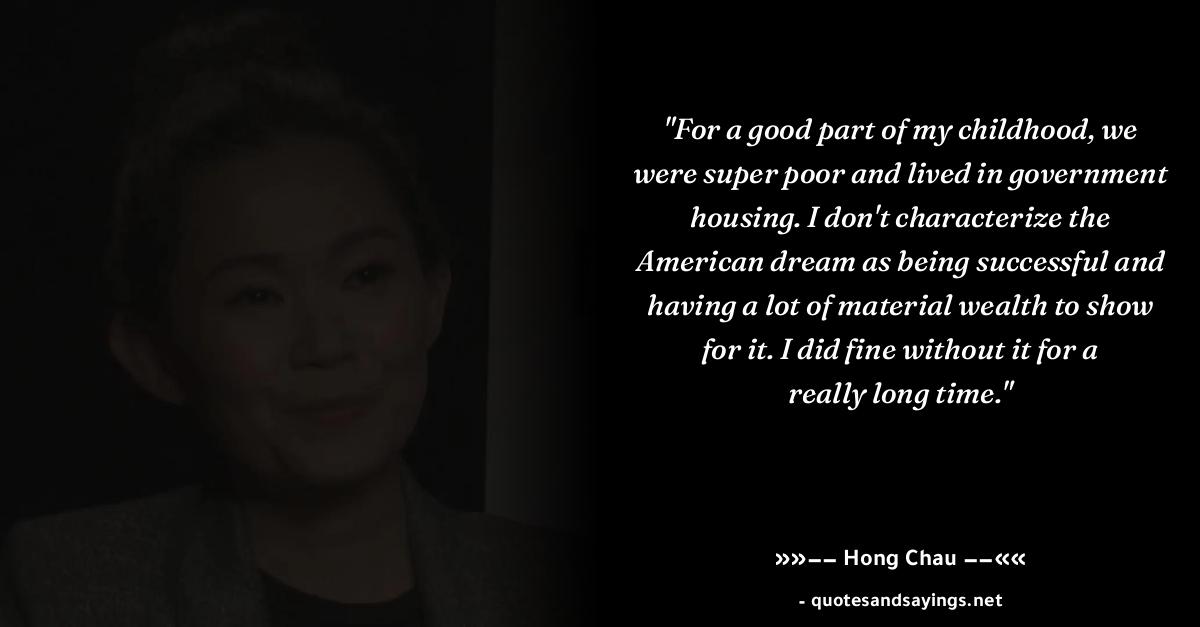 "For a good part of my childhood, we
were super poor and lived in government
housing. I don't characterize the
American dream as being successful and
having a lot of material wealth to show
for it. I did fine without it for a
really long time."
»»−− Hong Chau −−««
- quotesandsayings.net